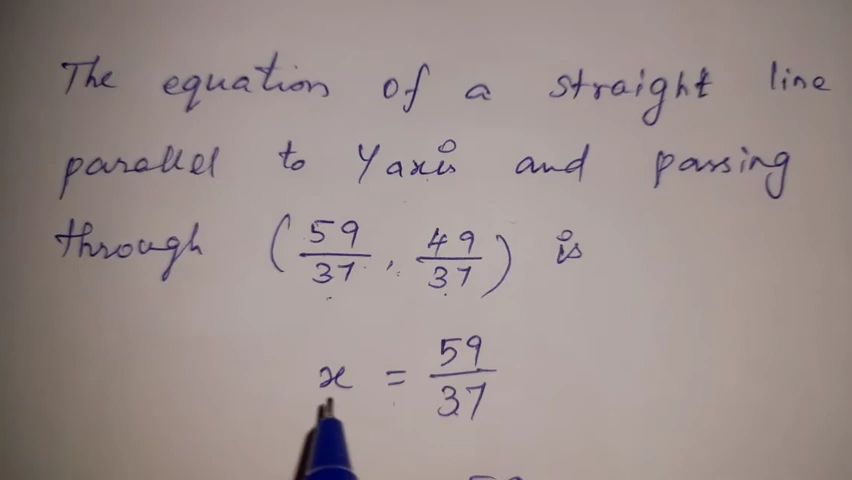 The equation of a straight line
parallel to Y axis and passing
through (59/37, 49/37) is
x = 59/37